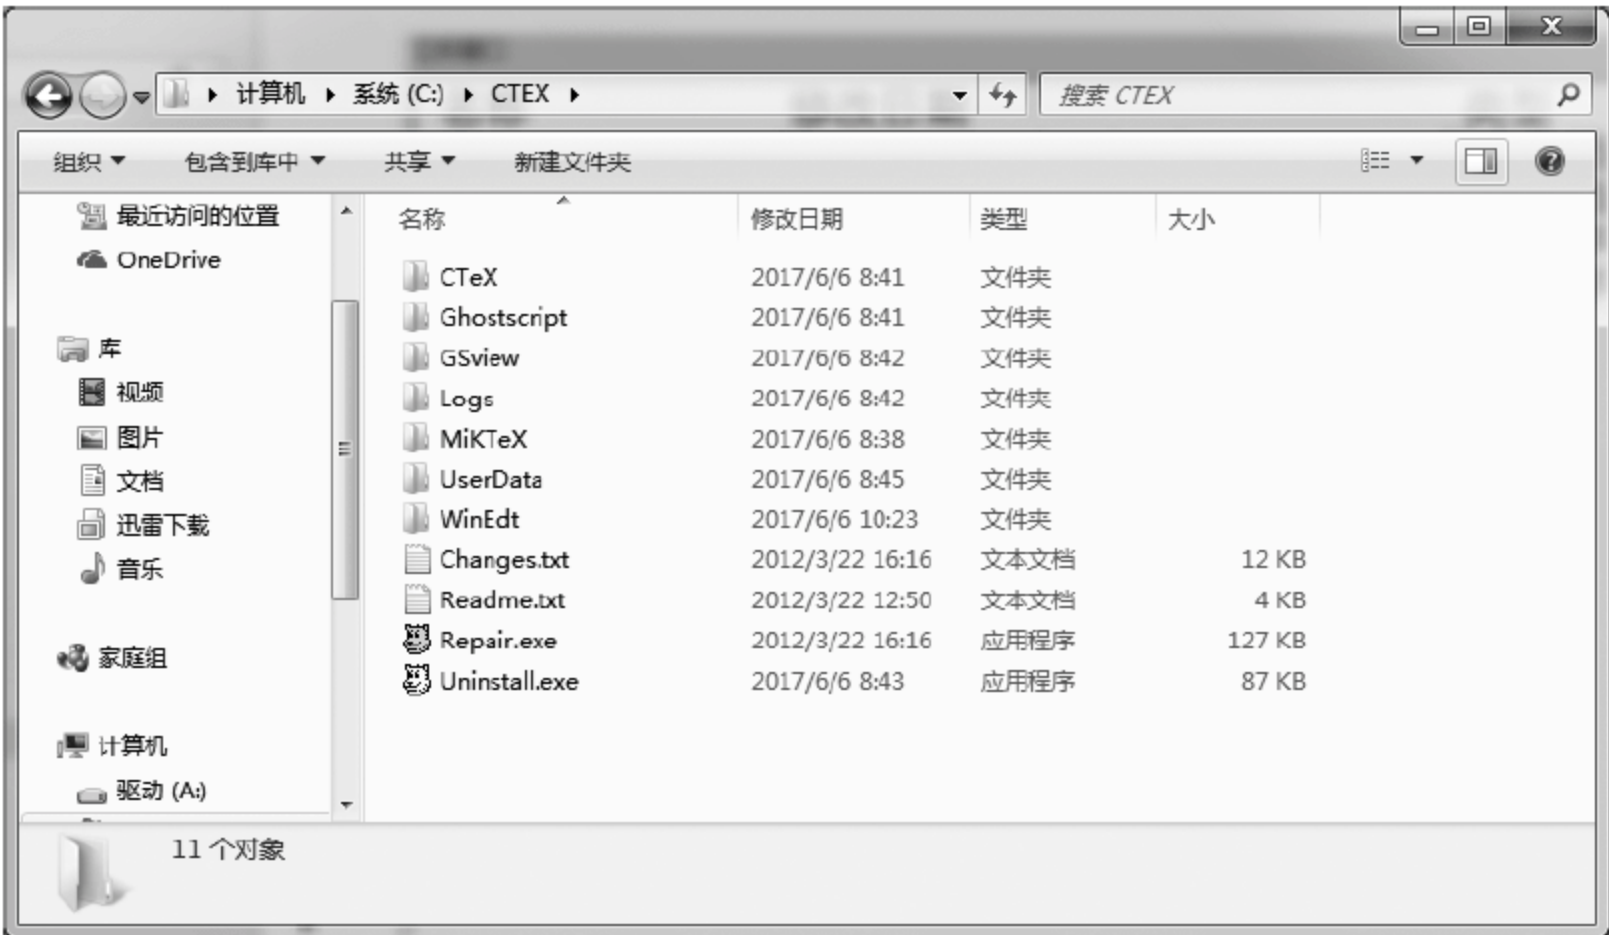 计算机 系统 (C:) CTEX 搜索 CTEX
组织 包含到库中 共享 新建文件夹
最近访问的位置
OneDrive
库
视频
图片
文档
迅雷下载
音乐
家庭组
计算机
驱动 (A:)
名称 修改日期 类型 大小
CTeX 2017/6/6 8:41 文件夹
Ghostscript 2017/6/6 8:41 文件夹
GSview 2017/6/6 8:42 文件夹
Logs 2017/6/6 8:42 文件夹
MiKTeX 2017/6/6 8:38 文件夹
UserData 2017/6/6 8:45 文件夹
WinEdt 2017/6/6 10:23 文件夹
Changes.txt 2012/3/22 16:16 文本文档 12 KB
Readme.txt 2012/3/22 12:50 文本文档 4 KB
Repair.exe 2012/3/22 16:16 应用程序 127 KB
Uninstall.exe 2017/6/6 8:43 应用程序 87 KB
11 个对象